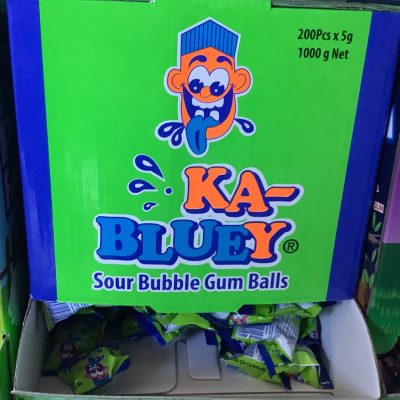 200Pcs x 5g
1000 g Net
KA-
BLUEY®
Sour Bubble Gum Balls